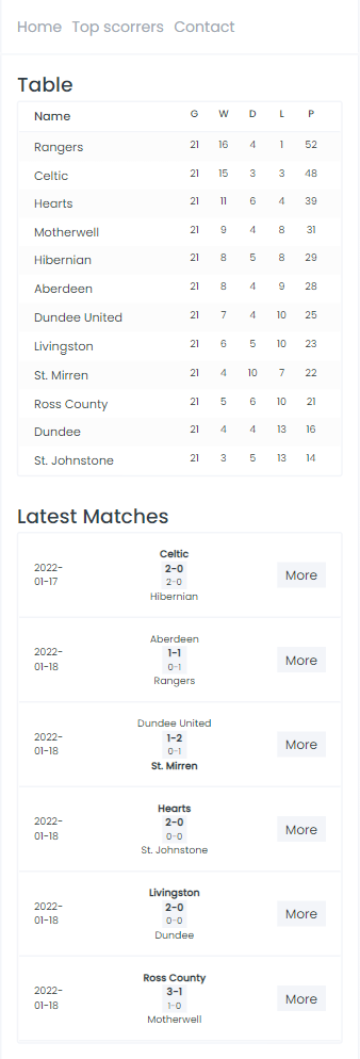 Home Top scorrers Contact
Table
Name G W D L P
Rangers 21 16 4 1 52
Celtic 21 15 3 3 48
Hearts 21 11 6 4 39
Motherwell 21 9 4 8 31
Hibernian 21 8 5 8 29
Aberdeen 21 8 4 9 28
Dundee United 21 7 4 10 25
Livingston 21 6 5 10 23
St. Mirren 21 4 10 7 22
Ross County 21 5 6 10 21
Dundee 21 4 4 13 16
St. Johnstone 21 3 5 13 14
Latest Matches
2022-
01-17
Celtic
2-0
2-0
Hibernian
More
2022-
01-18
Aberdeen
1-1
0-1
Rangers
More
2022-
01-18
Dundee United
1-2
0-1
St. Mirren
More
2022-
01-18
Hearts
2-0
0-0
St. Johnstone
More
2022-
01-18
Livingston
2-0
0-0
Dundee
More
2022-
01-18
Ross County
3-1
1-0
Motherwell
More